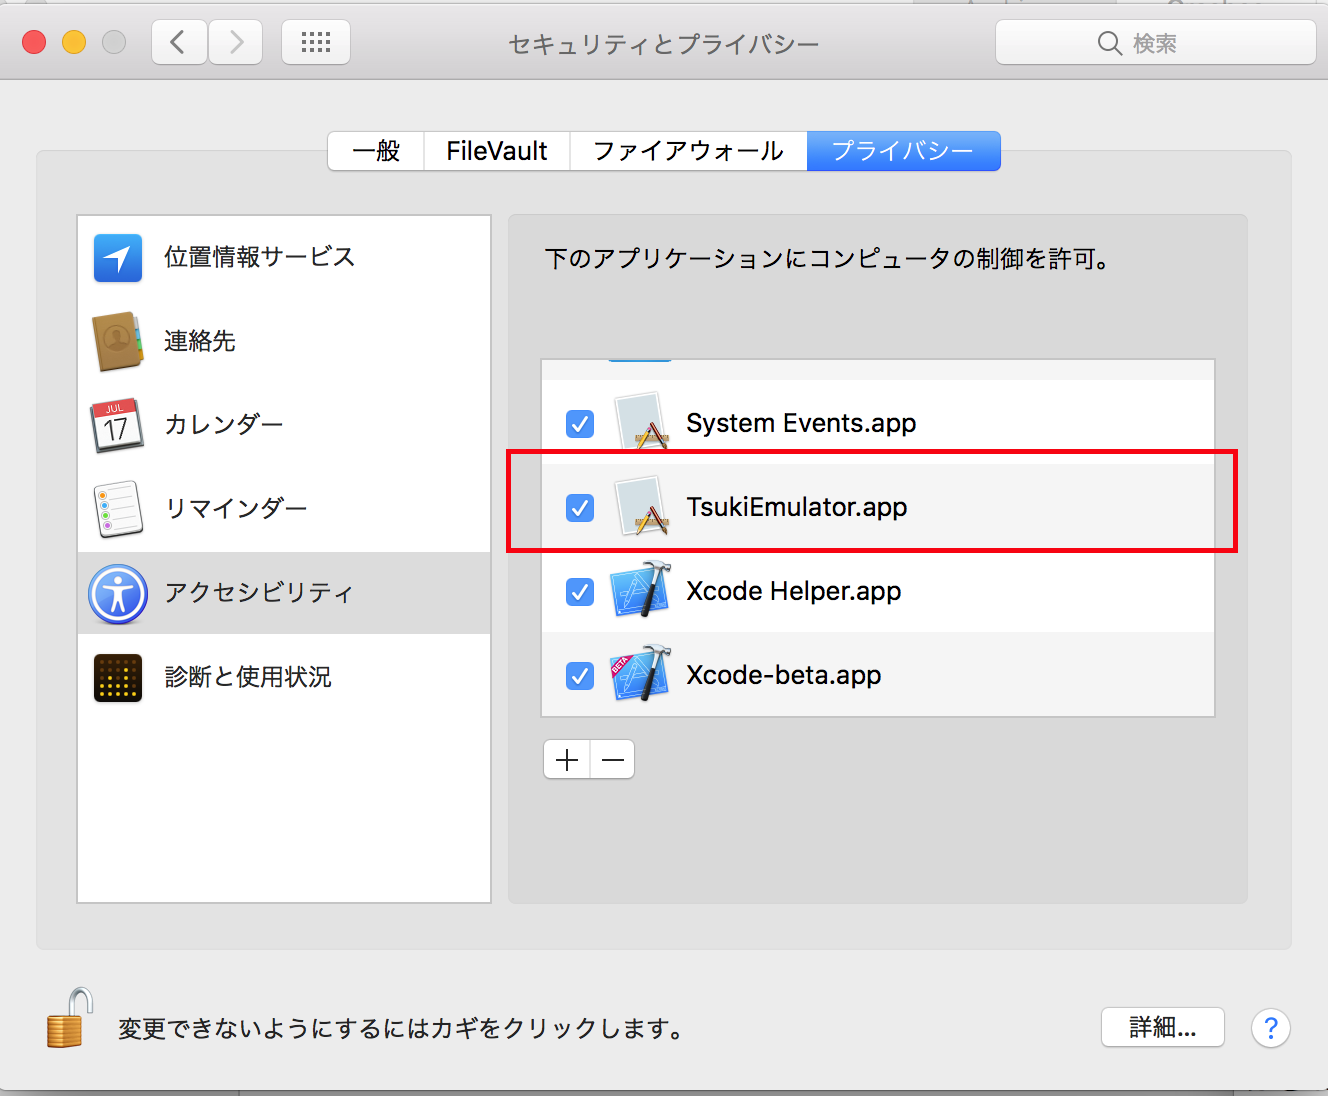 セキュリティとプライバシー
検索
一般
FileVault
ファイアウォール
プライバシー
位置情報サービス
連絡先
JUL
17
カレンダー
リマインダー
アクセシビリティ
診断と使用状況
下のアプリケーションにコンピュータの制御を許可。
System Events.app
TsukiEmulator.app
Xcode Helper.app
BETA
Xcode-beta.app
変更できないようにするにはカギをクリックします。
詳細...
?